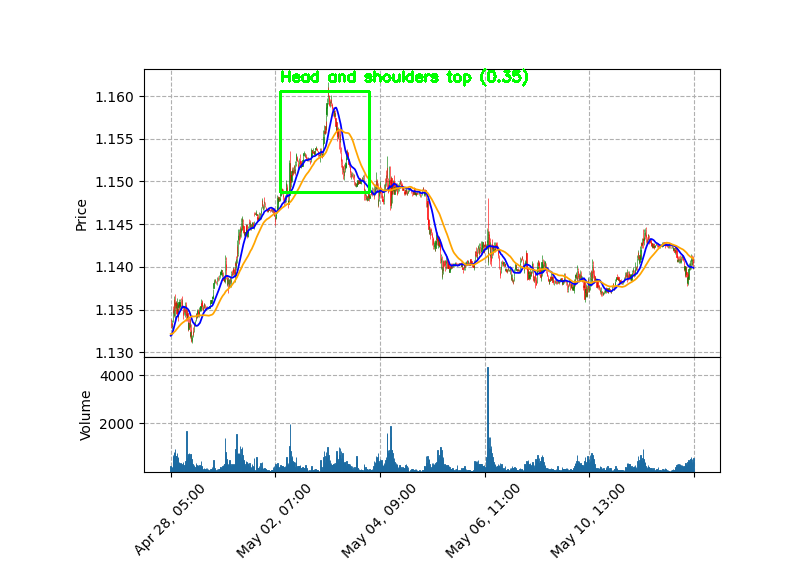 Head and shoulders top (0.35)
1.160
1.155
1.150
1.145
1.140
1.135
1.130
Price
4000
2000
Volume
Apr 28, 05:00
May 02, 07:00
May 04, 09:00
May 06, 11:00
May 10, 13:00